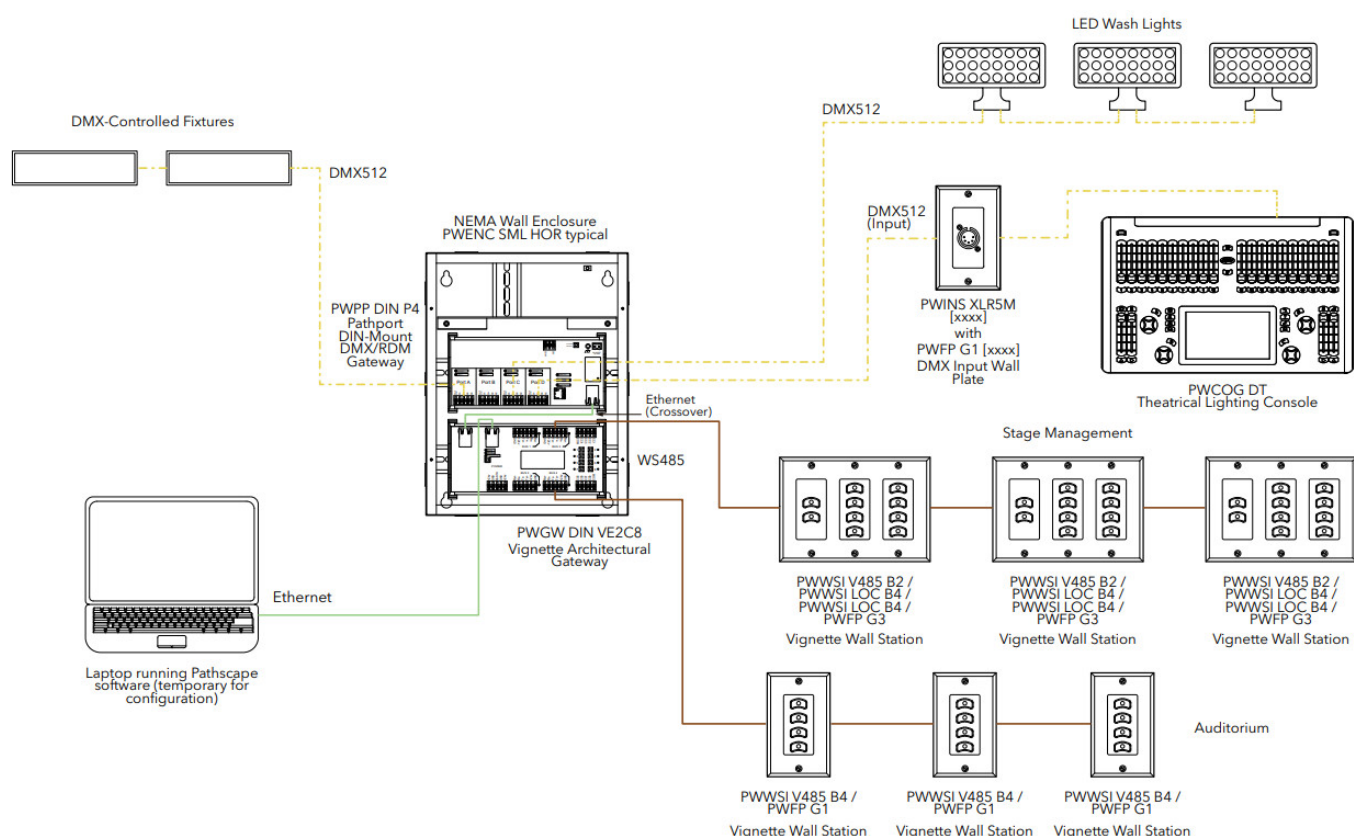 LED Wash Lights
DMX512
DMX-Controlled Fixtures
DMX512
NEMA Wall Enclosure
PWENC SML HOR typical
DMX512
(Input)
PWPP DIN P4
Pathport
DIN-Mount
DMX/RDM
Gateway
Port A
Port B
Port C
Port D
PWINS XLR5M
[xxxx]
with
PWFP G1 [xxxx]
DMX Input Wall
Plate
PWCOG DT
Theatrical Lighting Console
Ethernet
(Crossover)
WS485
Stage Management
PWGW DIN VE2C8
Vignette Architectural
Gateway
Ethernet
Laptop running Pathscape
software (temporary for
configuration)
PWWSI V485 B2 /
PWWSI LOC B4 /
PWWSI LOC B4 /
PWFP G3
Vignette Wall Station
PWWSI V485 B2 /
PWWSI LOC B4 /
PWWSI LOC B4 /
PWFP G3
Vignette Wall Station
PWWSI V485 B2 /
PWWSI LOC B4 /
PWWSI LOC B4 /
PWFP G3
Vignette Wall Station
Auditorium
PWWSI V485 B4 /
PWFP G1
Vignette Wall Station
PWWSI V485 B4 /
PWFP G1
Vignette Wall Station
PWWSI V485 B4 /
PWFP G1
Vignette Wall Station